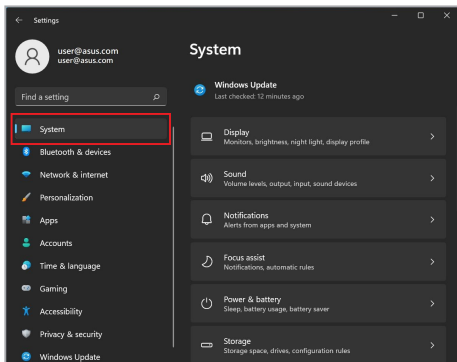 Settings
user@asus.com
user@asus.com
Find a setting
System
Bluetooth & devices
Network & internet
Personalization
Apps
Accounts
Time & language
Gaming
Accessibility
Privacy & security
Windows Update
System
Windows Update
Last checked: 12 minutes ago
Display
Monitors, brightness, night light, display profile
Sound
Volume levels, output, input, sound devices
Notifications
Alerts from apps and system
Focus assist
Notifications, automatic rules
Power & battery
Sleep, battery usage, battery saver
Storage
Storage space, drives, configuration rules